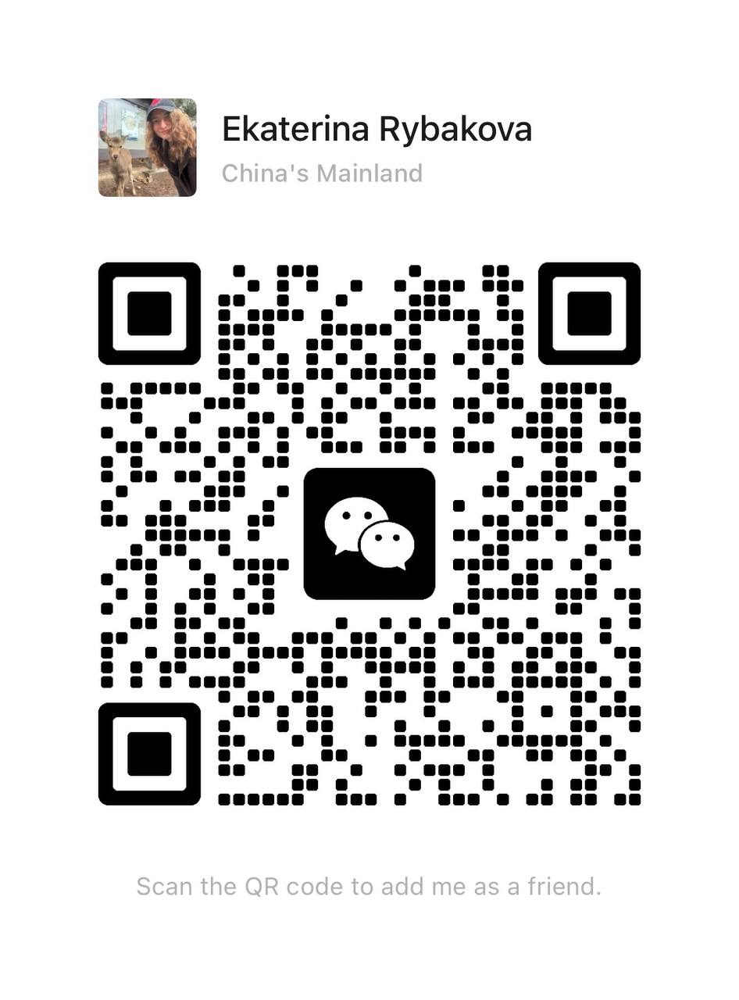 Ekaterina Rybakova
China's Mainland
Scan the QR code to add me as a friend.